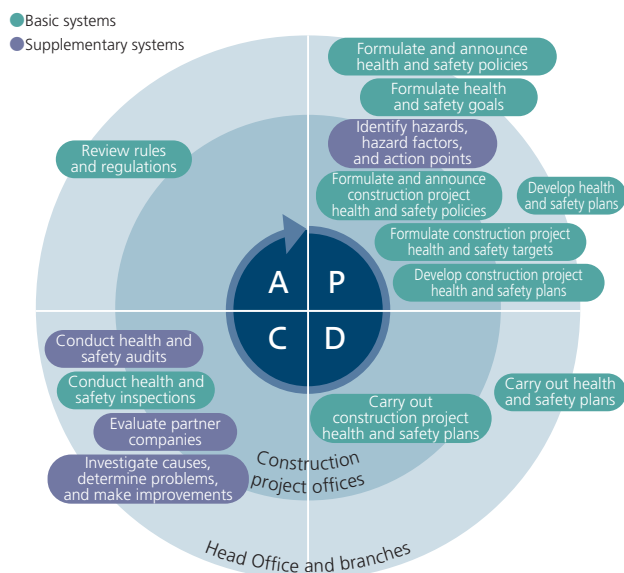 Basic systems
Supplementary systems
Formulate and announce
health and safety policies
Formulate health
and safety goals
Identify hazards,
hazard factors,
and action points
Review rules
and regulations
Formulate and announce
construction project
health and safety policies
Develop health
and safety plans
Formulate construction project
health and safety targets
Develop construction project
health and safety plans
A
P
C
D
Conduct health and
safety audits
Conduct health and
safety inspections
Evaluate partner
companies
Investigate causes,
determine problems,
and make improvements
Carry out
construction project
health and safety plans
Carry out health
and safety plans
Construction
project offices
Head Office and branches